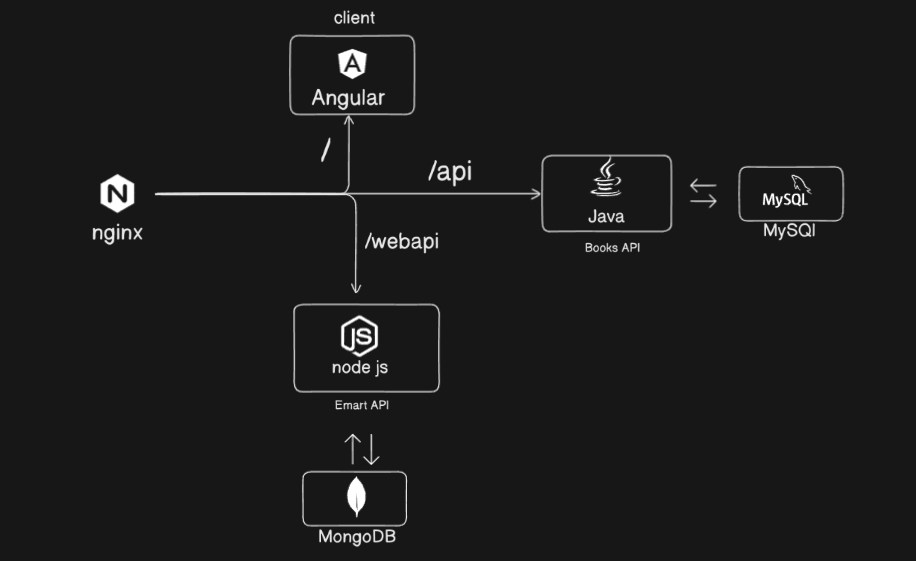 client
A
Angular
/
/api
N
nginx
Java
MySQL
MySQl
Books API
/webapi
JS
node js
Emart API
MongoDB